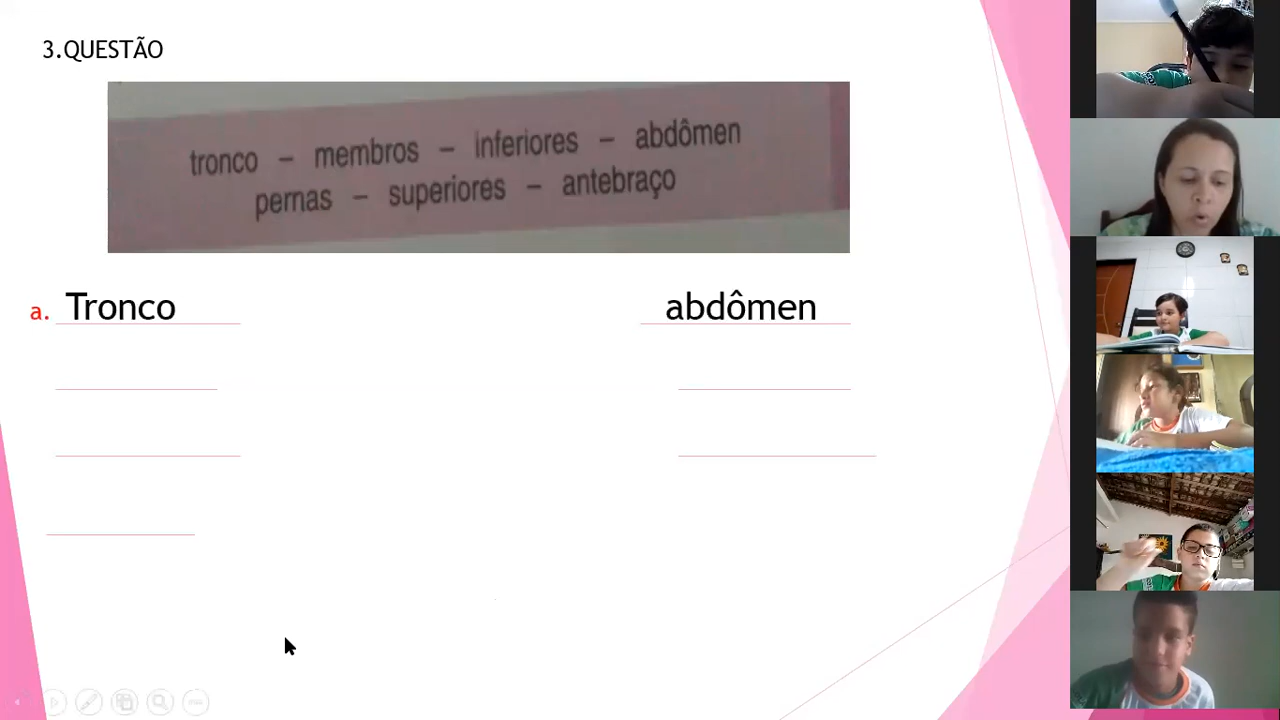 3.QUESTÃO
tronco – membros – inferiores – abdômen
pernas – superiores – antebraço
a. Tronco abdômen